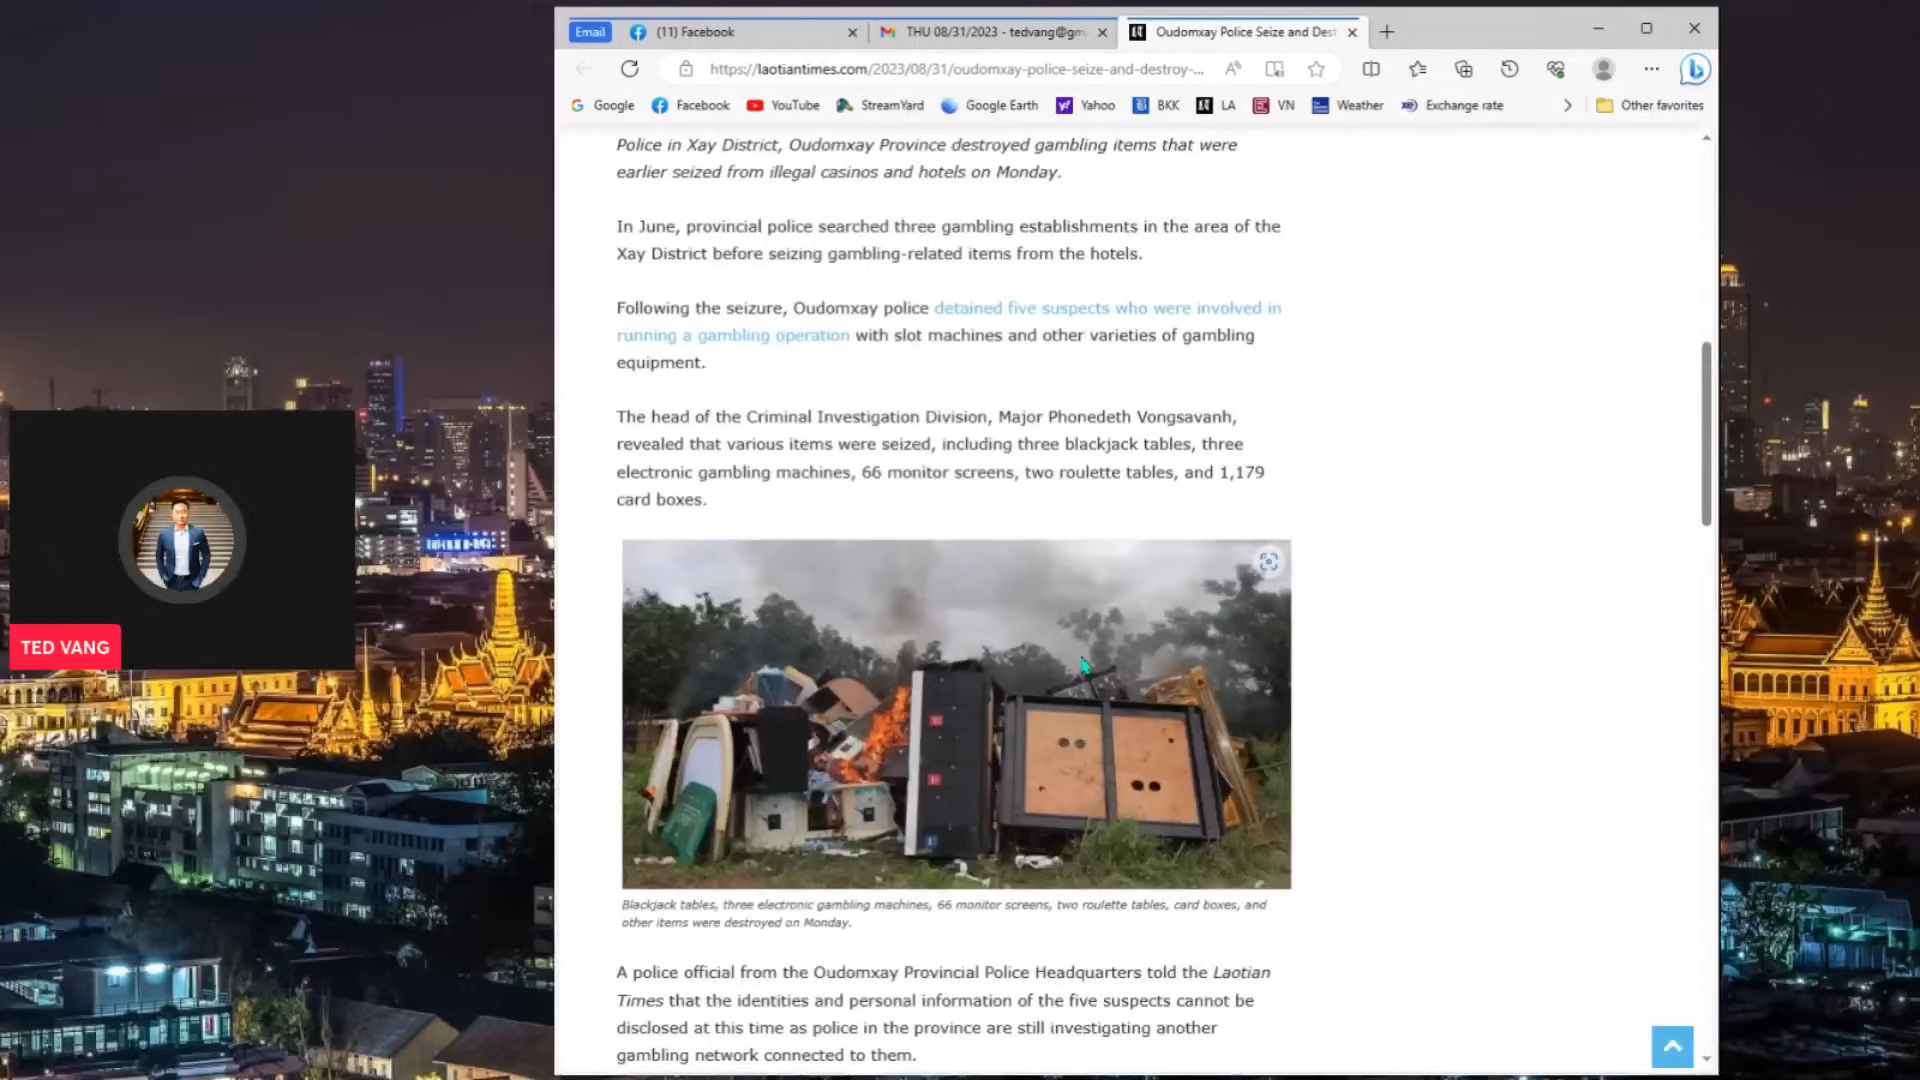 Email
(11) Facebook
THU 08/31/2023 - tedvang@gm
Oudomxay Police Seize and Dest
https://laotiantimes.com/2023/08/31/oudomxay-police-seize-and-destroy-...
Google
Facebook
YouTube
StreamYard
Google Earth
Yahoo
BKK
LA
VN
Weather
Exchange rate
Other favorites
Police in Xay District, Oudomxay Province destroyed gambling items that were
earlier seized from illegal casinos and hotels on Monday.
In June, provincial police searched three gambling establishments in the area of the
Xay District before seizing gambling-related items from the hotels.
Following the seizure, Oudomxay police detained five suspects who were involved in
running a gambling operation with slot machines and other varieties of gambling
equipment.
The head of the Criminal Investigation Division, Major Phonedeth Vongsavanh,
revealed that various items were seized, including three blackjack tables, three
electronic gambling machines, 66 monitor screens, two roulette tables, and 1,179
card boxes.
TED VANG
Blackjack tables, three electronic gambling machines, 66 monitor screens, two roulette tables, card boxes, and
other items were destroyed on Monday.
A police official from the Oudomxay Provincial Police Headquarters told the Laotian
Times that the identities and personal information of the five suspects cannot be
disclosed at this time as police in the province are still investigating another
gambling network connected to them.